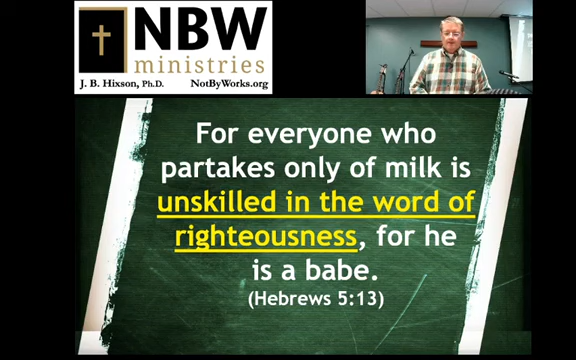 NBW
ministries
J. B. Hixson, Ph.D. NotByWorks.org
For everyone who
partakes only of milk is
unskilled in the word of
righteousness, for he
is a babe.
(Hebrews 5:13)